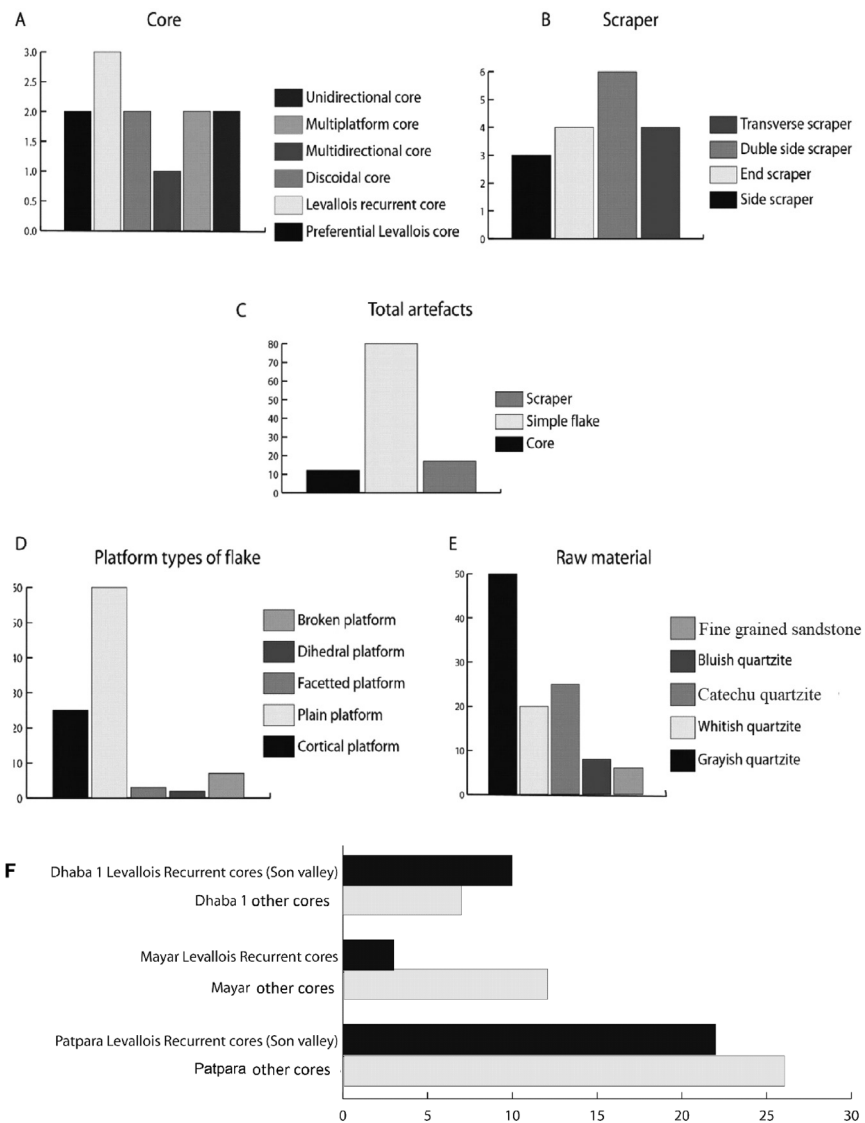 A Core
3.0
2.5
2.0
1.5
1.0
0.5
0.0
Unidirectional core
Multiplatform core
Multidirectional core
Discoidal core
Levallois recurrent core
Preferential Levallois core
B Scraper
6
5
4
3
2
1
0
Transverse scraper
Duble side scraper
End scraper
Side scraper
C Total artefacts
80
70
60
50
40
30
20
10
0
Scraper
Simple flake
Core
D Platform types of flake
50
50
40
30
20
10
0
Broken platform
Dihedral platform
Facetted platform
Plain platform
Cortical platform
E Raw material
50
40
30
20
10
0
Fine grained sandstone
Bluish quartzite
Catechu quartzite
Whitish quartzite
Grayish quartzite
F
Dhaba 1 Levallois Recurrent cores (Son valley)
Dhaba 1 other cores
Mayar Levallois Recurrent cores
Mayar other cores
Patpara Levallois Recurrent cores (Son valley)
Patpara other cores
0 5 10 15 20 25 30